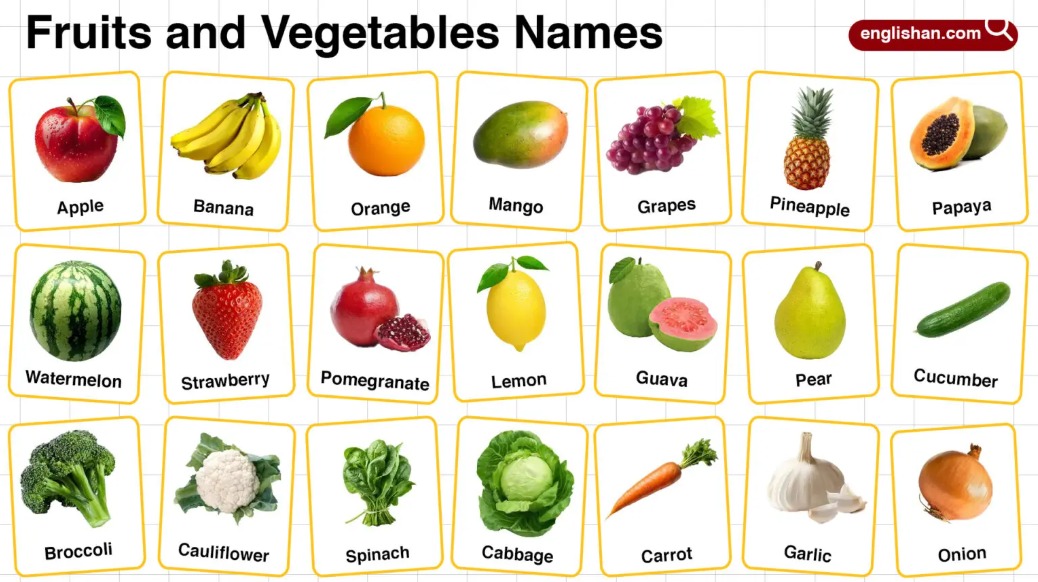 Fruits and Vegetables Names
englishan.com
Apple
Banana
Orange
Mango
Grapes
Pineapple
Papaya
Watermelon
Strawberry
Pomegranate
Lemon
Guava
Pear
Cucumber
Broccoli
Cauliflower
Spinach
Cabbage
Carrot
Garlic
Onion